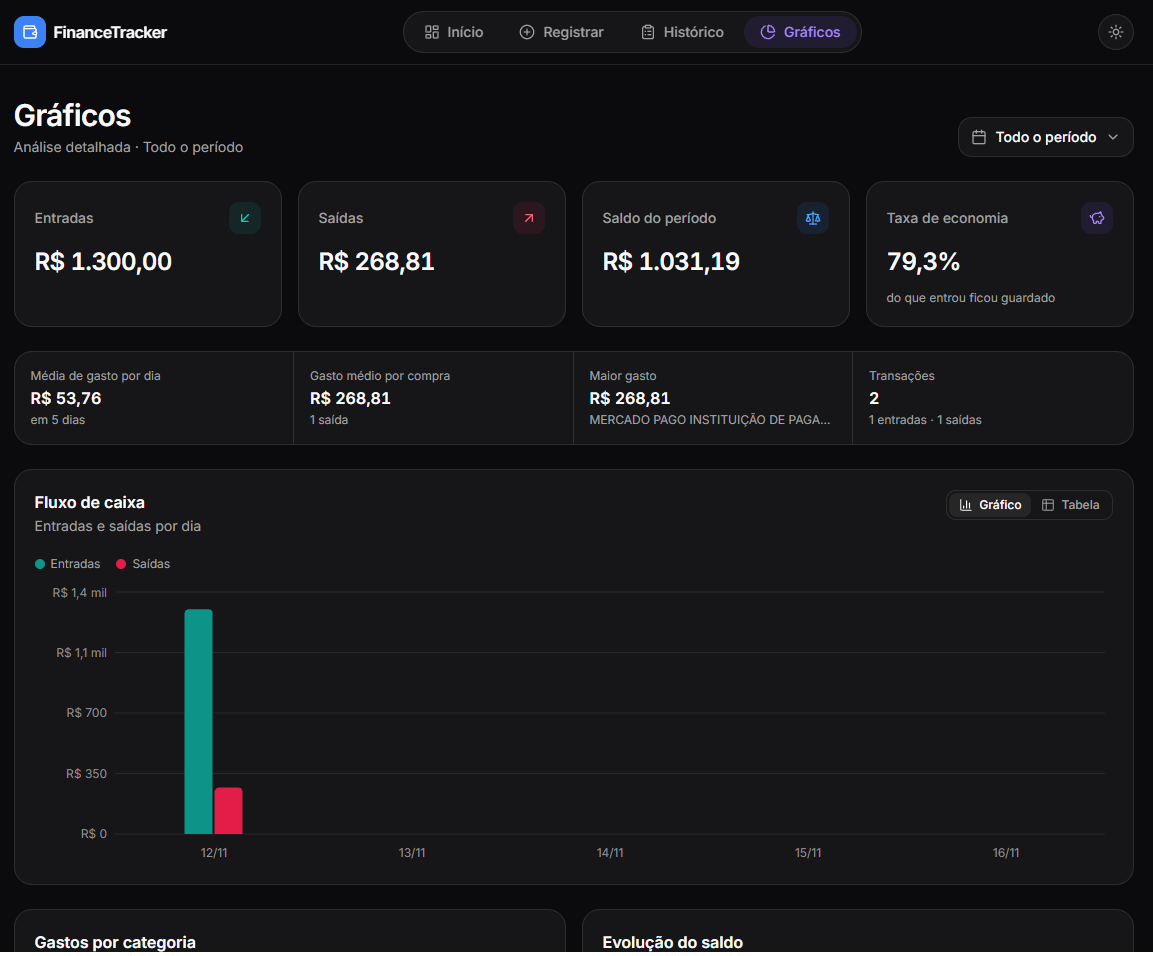 FinanceTracker
Início
Registrar
Histórico
Gráficos
Gráficos
Análise detalhada · Todo o período
Todo o período
Entradas
R$ 1.300,00
Saídas
R$ 268,81
Saldo do período
R$ 1.031,19
Taxa de economia
79,3%
do que entrou ficou guardado
Média de gasto por dia
R$ 53,76
em 5 dias
Gasto médio por compra
R$ 268,81
1 saída
Maior gasto
R$ 268,81
MERCADO PAGO INSTITUIÇÃO DE PAGA...
Transações
2
1 entradas · 1 saídas
Fluxo de caixa
Entradas e saídas por dia
Gráfico
Tabela
Entradas
Saídas
R$ 1,4 mil
R$ 1,1 mil
R$ 700
R$ 350
R$ 0
12/11
13/11
14/11
15/11
16/11
Gastos por categoria
Evolução do saldo